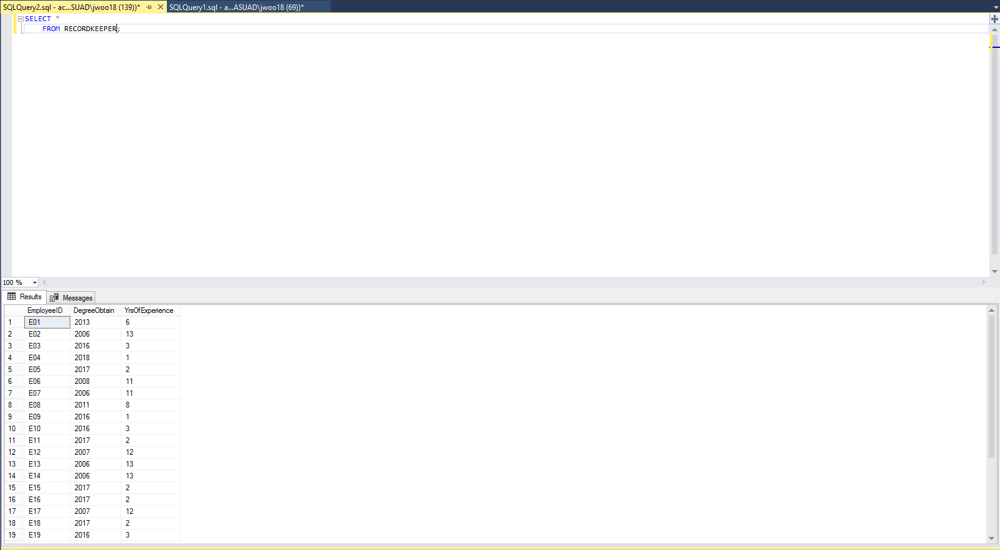 SQLQuery2.sql - ac...SUAD\jwoo18 (139))* SQLQuery1.sql - a...ASUAD\jwoo18 (69))*
SELECT *
FROM RECORDKEEPER;
100 %
Results Messages
EmployeeID DegreeObtain YrsOfExperience
1 E01 2013 6
2 E02 2006 13
3 E03 2016 3
4 E04 2018 1
5 E05 2017 2
6 E06 2008 11
7 E07 2006 11
8 E08 2011 8
9 E09 2016 1
10 E10 2016 3
11 E11 2017 2
12 E12 2007 12
13 E13 2006 13
14 E14 2006 13
15 E15 2017 2
16 E16 2017 2
17 E17 2007 12
18 E18 2017 2
19 E19 2016 3